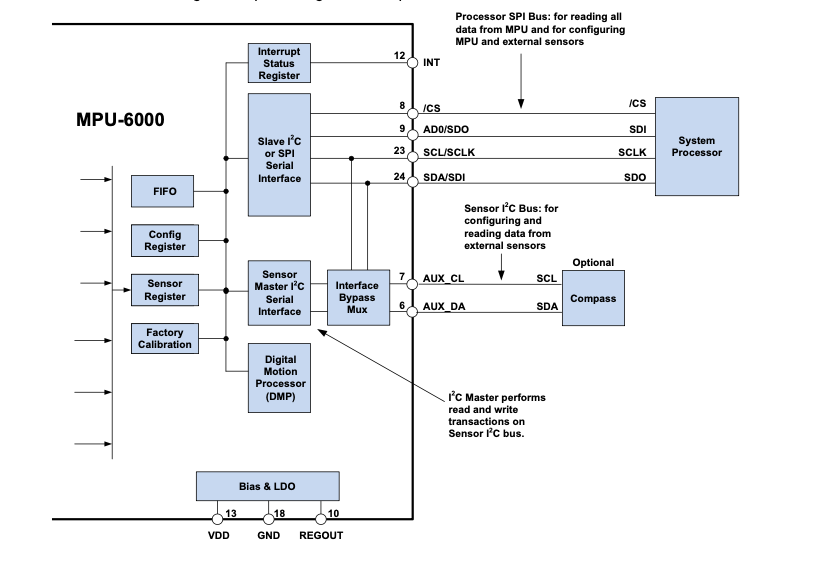 Processor SPI Bus: for reading all
data from MPU and for configuring
MPU and external sensors
MPU-6000
Interrupt
Status
Register
12
INT
Slave I²C
or SPI
Serial
Interface
8
/CS
/CS
9
AD0/SDO
SDI
23
SCL/SCLK
SCLK
24
SDA/SDI
SDO
System
Processor
FIFO
Config
Register
Sensor
Register
Factory
Calibration
Sensor I²C Bus: for
configuring and
reading data from
external sensors
Sensor
Master I²C
Serial
Interface
Interface
Bypass
Mux
7
AUX_CL
SCL
6
AUX_DA
SDA
Optional
Compass
Digital
Motion
Processor
(DMP)
I²C Master performs
read and write
transactions on
Sensor I²C bus.
Bias & LDO
13
18
10
VDD
GND
REGOUT